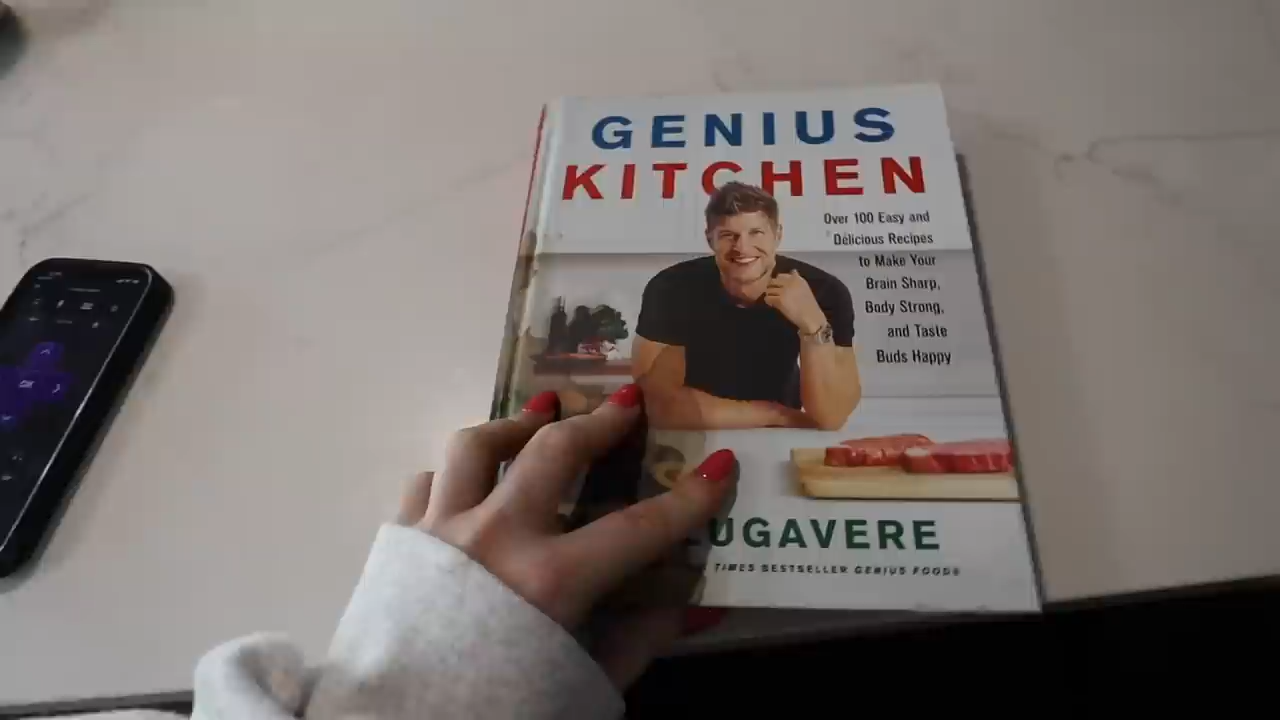 GENIUS
KITCHEN
Over 100 Easy and
Delicious Recipes
to Make Your
Brain Sharp,
Body Strong,
and Taste
Buds Happy
UGAVERE
TIMES BESTSELLER GENIUS FOODS
OK